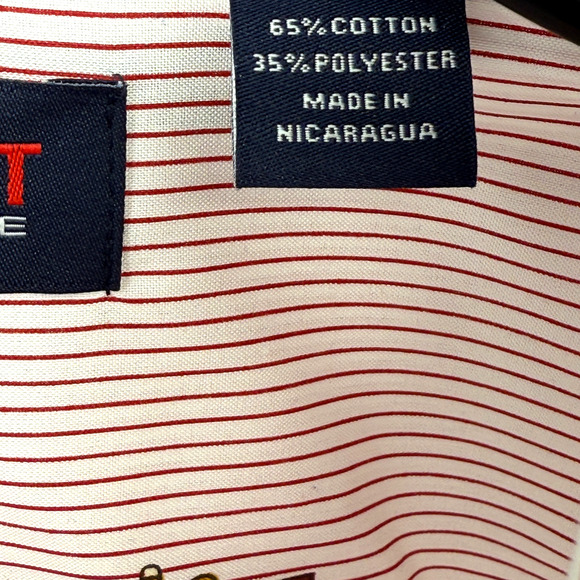 65% COTTON
35% POLYESTER
MADE IN
NICARAGUA
T
E